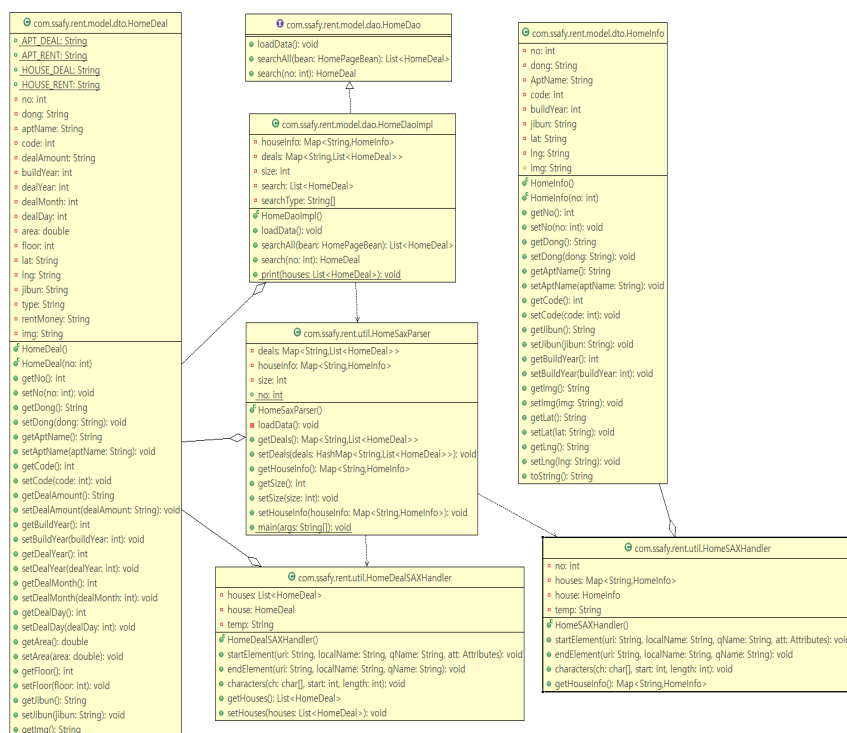 com.ssafy.rent.model.dto.HomeDeal
APT_DEAL: String
APT_RENT: String
HOUSE_DEAL: String
HOUSE_RENT: String
no: int
dong: String
aptName: String
code: int
dealAmount: String
buildYear: int
dealYear: int
dealMonth: int
dealDay: int
area: double
floor: int
lat: String
lng: String
jibun: String
type: String
rentMoney: String
img: String
HomeDeal()
HomeDeal(no: int)
getNo(): int
setNo(no: int): void
getDong(): String
setDong(dong: String): void
getAptName(): String
setAptName(aptName: String): void
getCode(): int
setCode(code: int): void
getDealAmount(): String
setDealAmount(dealAmount: String): void
getBuildYear(): int
setBuildYear(buildYear: int): void
getDealYear(): int
setDealYear(dealYear: int): void
getDealMonth(): int
setDealMonth(dealMonth: int): void
getDealDay(): int
setDealDay(dealDay: int): void
getArea(): double
setArea(area: double): void
getFloor(): int
setFloor(floor: int): void
getJibun(): String
setJibun(jibun: String): void
getImg(): String
com.ssafy.rent.model.dao.HomeDao
loadData(): void
searchAll(bean: HomePageBean): List<HomeDeal>
search(no: int): HomeDeal
com.ssafy.rent.model.dao.HomeDaoImpl
houseInfo: Map<String,HomeInfo>
deals: Map<String,List<HomeDeal>>
size: int
search: List<HomeDeal>
searchType: String[]
HomeDaoImpl()
loadData(): void
searchAll(bean: HomePageBean): List<HomeDeal>
search(no: int): HomeDeal
print(houses: List<HomeDeal>): void
com.ssafy.rent.util.HomeSaxParser
deals: Map<String,List<HomeDeal>>
houseInfo: Map<String,HomeInfo>
size: int
no: int
HomeSaxParser()
loadData(): void
getDeals(): Map<String,List<HomeDeal>>
setDeals(deals: HashMap<String,List<HomeDeal>>): void
getHouseInfo(): Map<String,HomeInfo>
getSize(): int
setSize(size: int): void
setHouseInfo(houseInfo: Map<String,HomeInfo>): void
main(args: String[]): void
com.ssafy.rent.util.HomeDealSAXHandler
houses: List<HomeDeal>
house: HomeDeal
temp: String
HomeDealSAXHandler()
startElement(uri: String, localName: String, qName: String, att: Attributes): void
endElement(uri: String, localName: String, qName: String): void
characters(ch: char[], start: int, length: int): void
getHouses(): List<HomeDeal>
setHouses(houses: List<HomeDeal>): void
com.ssafy.rent.model.dto.HomeInfo
no: int
dong: String
AptName: String
code: int
buildYear: int
jibun: String
lat: String
lng: String
img: String
HomeInfo()
HomeInfo(no: int)
getNo(): int
setNo(no: int): void
getDong(): String
setDong(dong: String): void
getAptName(): String
setAptName(aptName: String): void
getCode(): int
setCode(code: int): void
getJibun(): String
setJibun(jibun: String): void
getBuildYear(): int
setBuildYear(buildYear: int): void
getImg(): String
setImg(img: String): void
getLat(): String
setLat(lat: String): void
getLng(): String
setLng(lng: String): void
toString(): String
com.ssafy.rent.util.HomeSAXHandler
no: int
houses: Map<String,HomeInfo>
house: HomeInfo
temp: String
HomeSAXHandler()
startElement(uri: String, localName: String, qName: String, att: Attributes): void
endElement(uri: String, localName: String, qName: String): void
characters(ch: char[], start: int, length: int): void
getHouseInfo(): Map<String,HomeInfo>